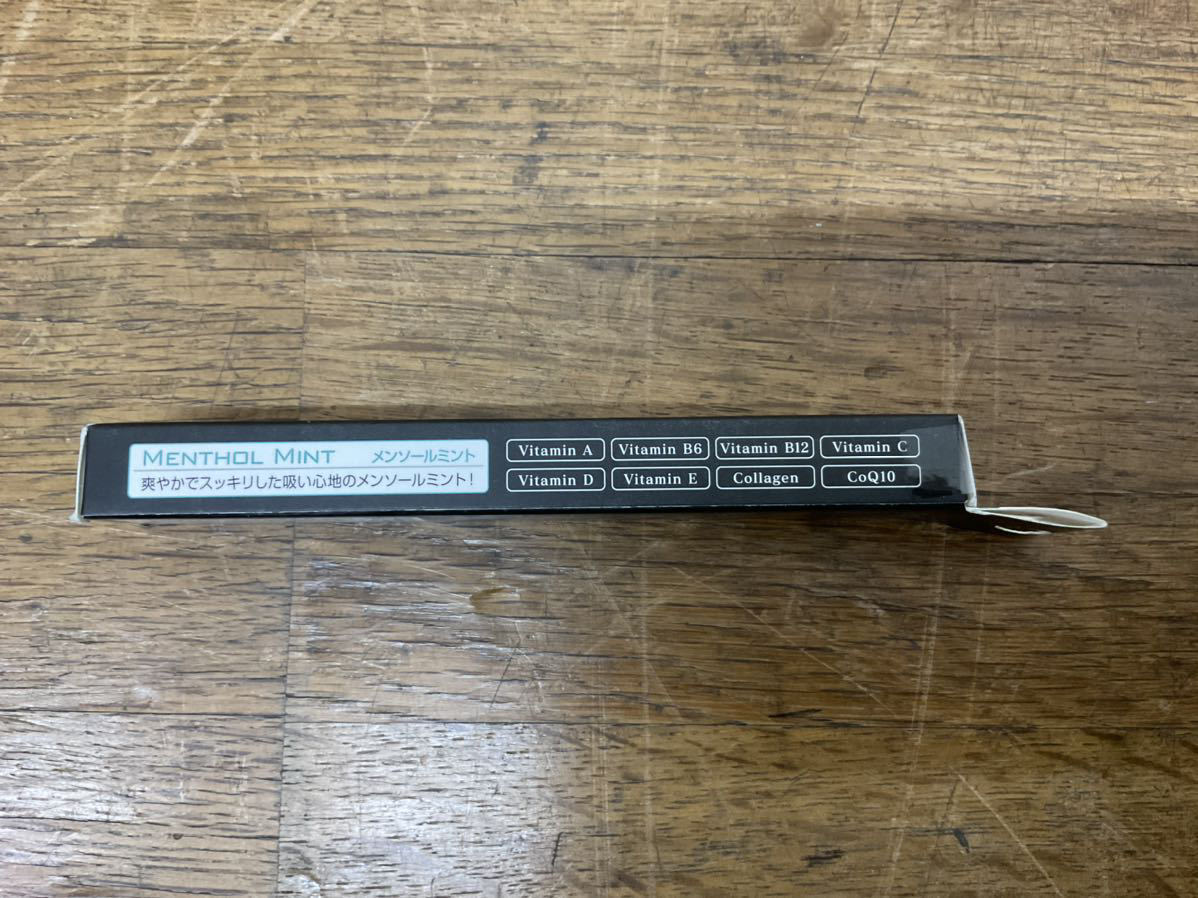 MENTHOL MINT メンソールミント
爽やかでスッキリした吸い心地のメンソールミント！
Vitamin A Vitamin B6 Vitamin B12 Vitamin C
Vitamin D Vitamin E Collagen CoQ10